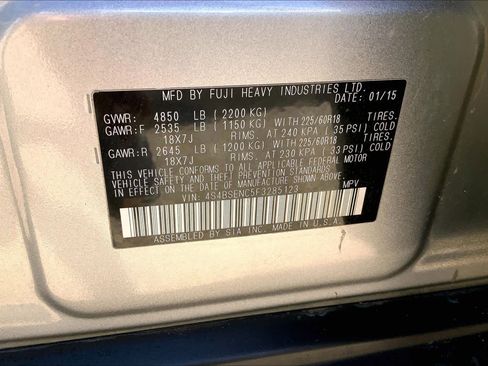 MFD BY FUJI HEAVY INDUSTRIES LTD.
DATE: 01/15
GVWR: 4850 LB (2200 KG)
GAWR:F 2535 LB (1150 KG) WITH 225/60R18 TIRES.
18X7J RIMS. AT 240 KPA (35 PSI) COLD
GAWR:R 2645 LB (1200 KG) WITH 225/60R18 TIRES.
18X7J RIMS. AT 230 KPA (33 PSI) COLD
THIS VEHICLE CONFORMS TO ALL APPLICABLE FEDERAL MOTOR
VEHICLE SAFETY AND BUMPER STANDARDS IN EFFECT ON THE
DATE OF MANUFACTURE SHOWN ABOVE.
VIN: 4S4BSENC5F3285123 MPV
ASSEMBLED BY SIA INC. MADE IN U.S.A.